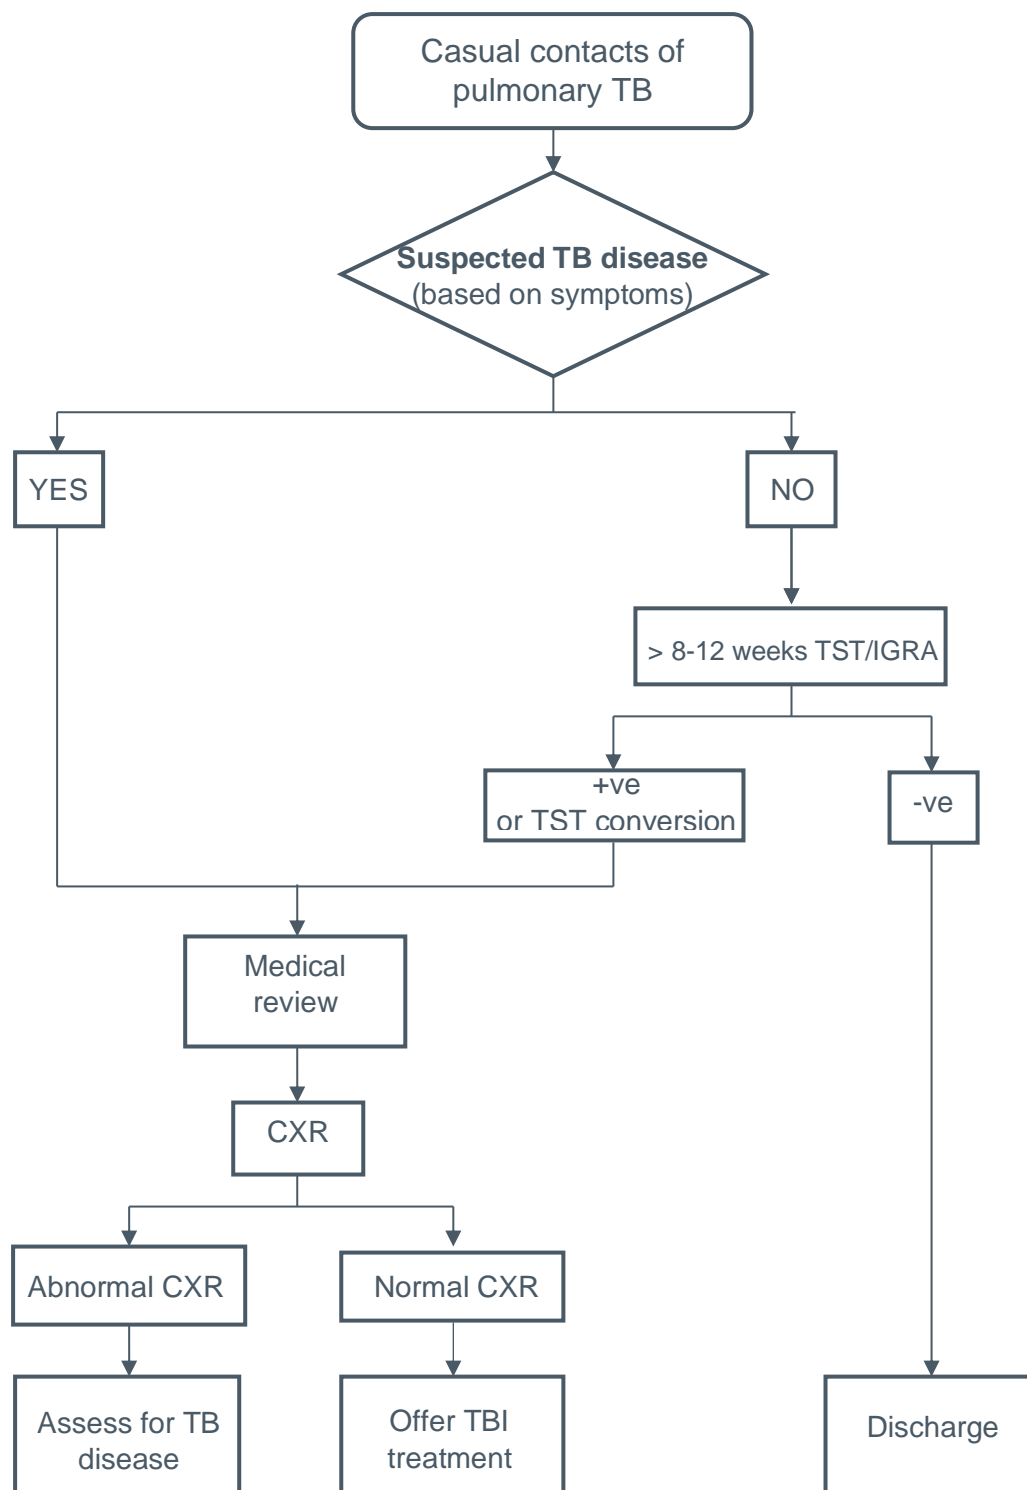 Casual contacts of
pulmonary TB
Suspected TB disease
(based on symptoms)
YES
NO
> 8-12 weeks TST/IGRA
+ve
or TST conversion
-ve
Medical
review
CXR
Abnormal CXR
Normal CXR
Assess for TB
disease
Offer TBI
treatment
Discharge